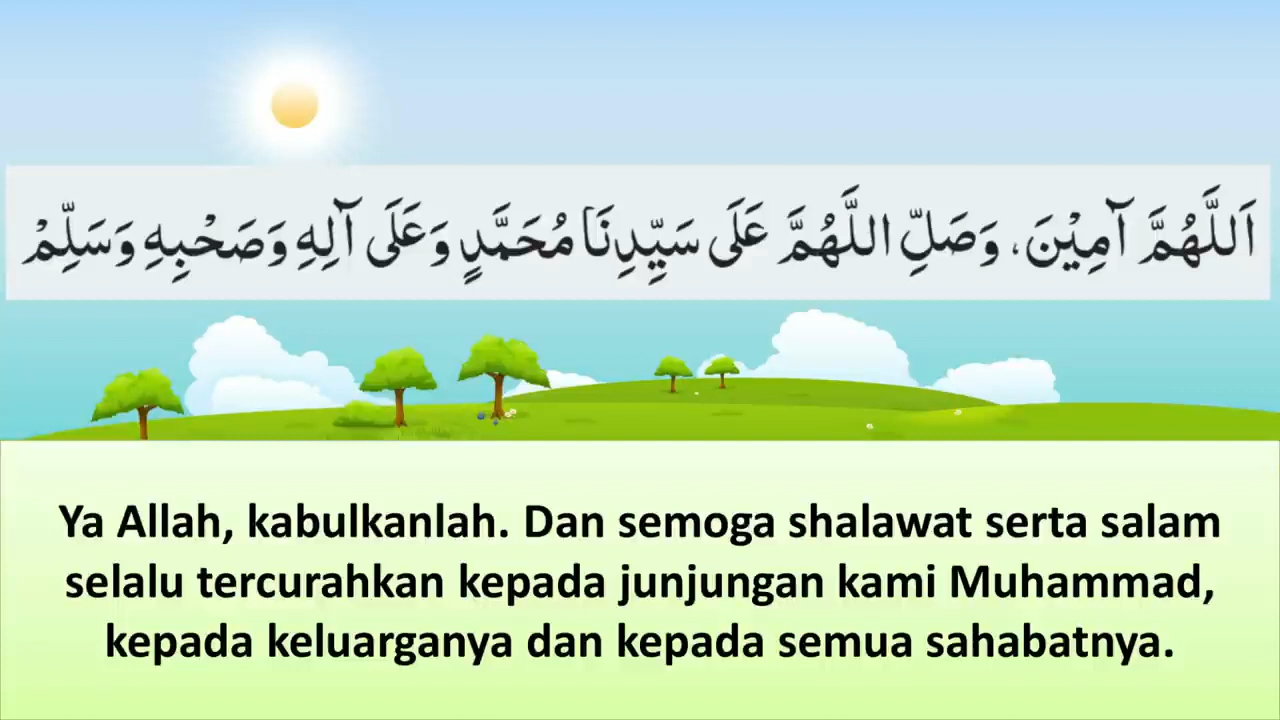 اَللَّهُمَّ آمِيْنَ، وَصَلِّ اللَّهُمَّ عَلَى سَيِّدِنَا مُحَمَّدٍ وَعَلَى آلِهِ وَصَحْبِهِ وَسَلِّمْ
Ya Allah, kabulkanlah. Dan semoga shalawat serta salam
selalu tercurahkan kepada junjungan kami Muhammad,
kepada keluarganya dan kepada semua sahabatnya.